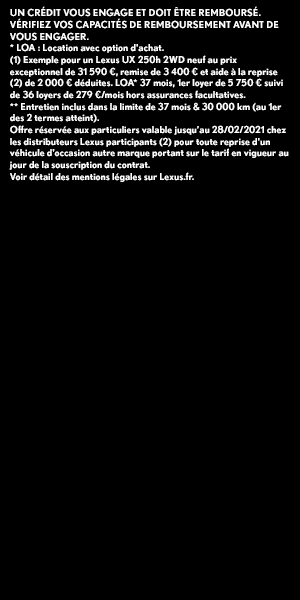 UN CRÉDIT VOUS ENGAGE ET DOIT ÊTRE REMBOURSÉ.
VÉRIFIEZ VOS CAPACITÉS DE REMBOURSEMENT AVANT DE
VOUS ENGAGER.
* LOA : Location avec option d'achat.
(1) Exemple pour un Lexus UX 250h 2WD neuf au prix
exceptionnel de 31 590 €, remise de 3 400 € et aide à la reprise
(2) de 2 000 € déduites. LOA* 37 mois, 1er loyer de 5 750 € suivi
de 36 loyers de 279 €/mois hors assurances facultatives.
** Entretien inclus dans la limite de 37 mois & 30 000 km (au 1er
des 2 termes atteint).
Offre réservée aux particuliers valable jusqu'au 28/02/2021 chez
les distributeurs Lexus participants (2) pour toute reprise d'un
véhicule d'occasion autre marque portant sur le tarif en vigueur au
jour de la souscription du contrat.
Voir détail des mentions légales sur Lexus.fr.